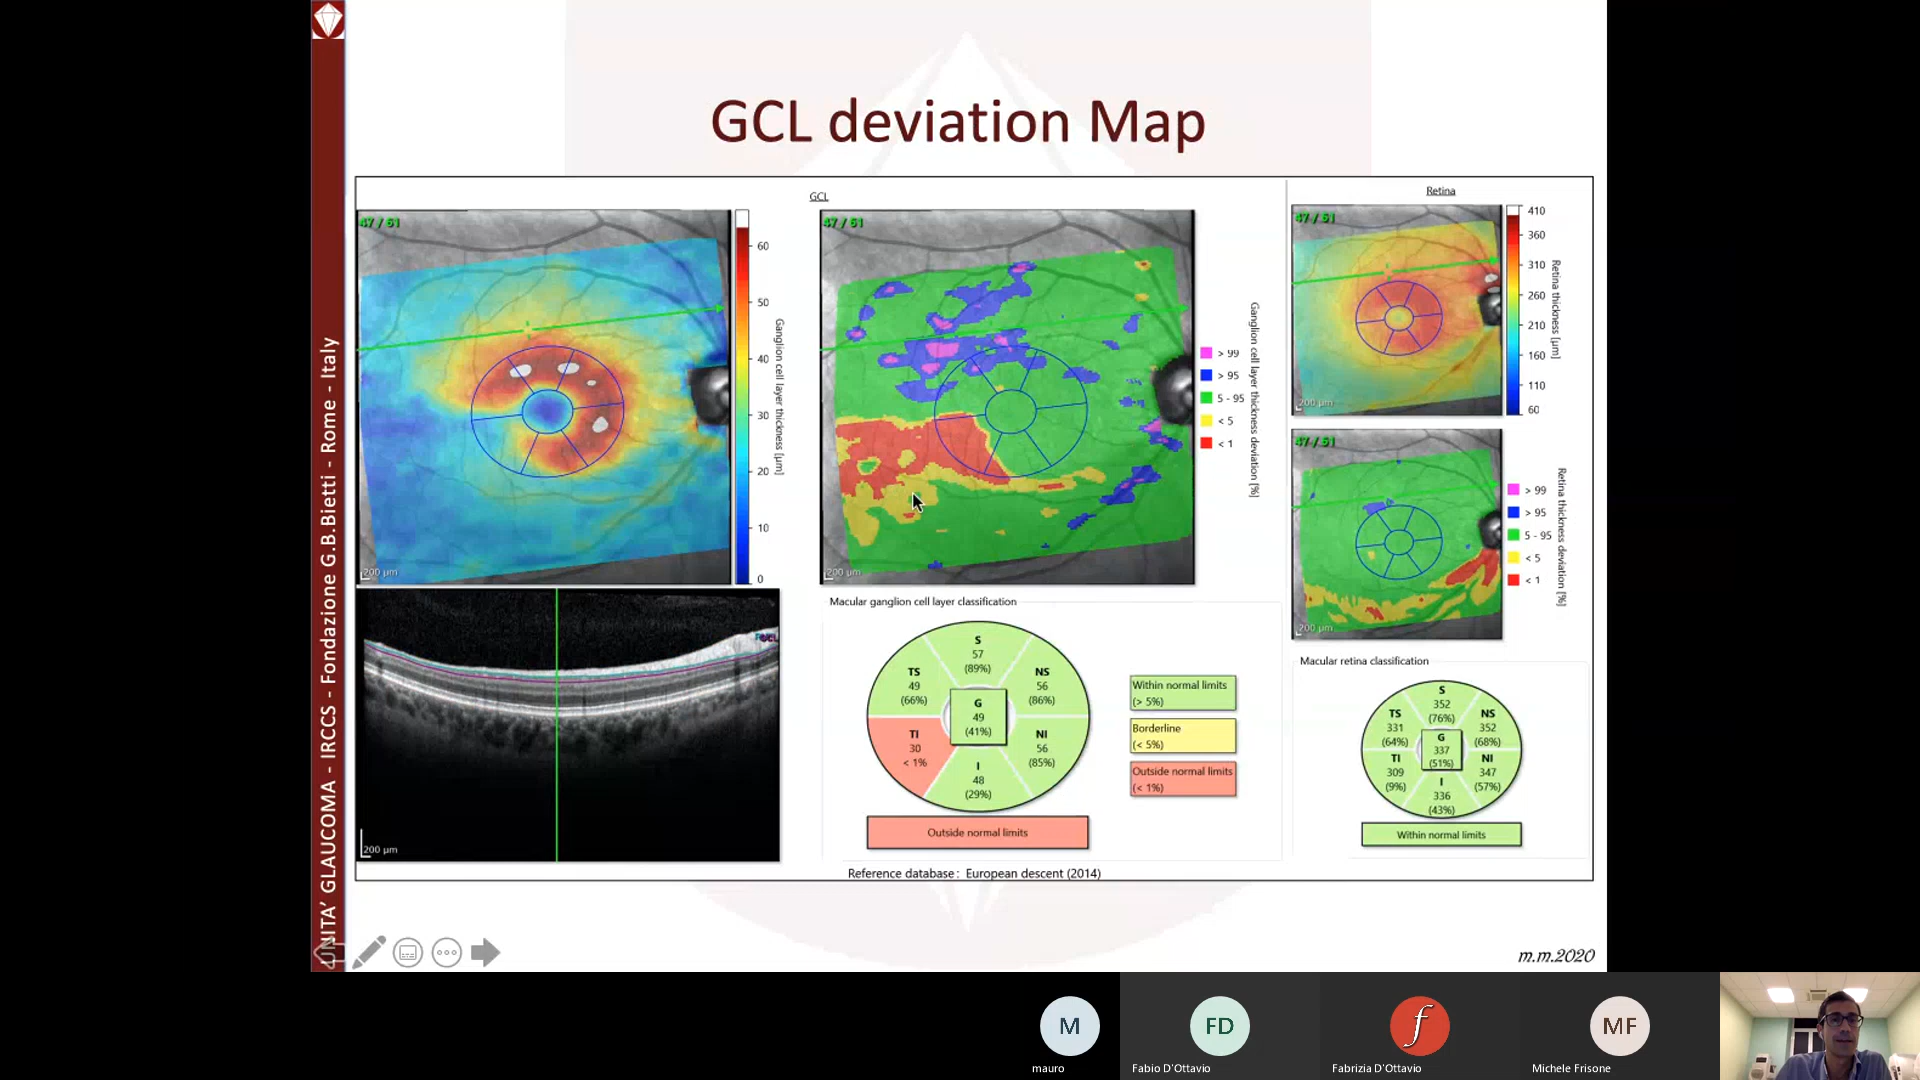 GCL deviation Map
UNITA' GLAUCOMA - IRCCS - Fondazione G.B.Bietti - Rome - Italy
GCL
47 / 61
60
50
40
30
20
10
0
Ganglion cell layer thickness [µm]
200 µm
47 / 61
> 99
> 95
5 - 95
< 5
< 1
Ganglion cell layer thickness deviation [%]
200 µm
Retina
47 / 61
410
360
310
260
210
160
110
60
Retina thickness [µm]
200 µm
47 / 61
> 99
> 95
5 - 95
< 5
< 1
Retina thickness deviation [%]
200 µm
200 µm
Macular ganglion cell layer classification
S
57
(89%)
TS
49
(66%)
NS
56
(86%)
G
49
(41%)
TI
30
< 1%
NI
56
(85%)
I
48
(29%)
Within normal limits
(> 5%)
Borderline
(< 5%)
Outside normal limits
(< 1%)
Outside normal limits
Macular retina classification
S
352
(76%)
TS
331
(64%)
NS
352
(68%)
G
337
(51%)
TI
309
(9%)
NI
347
(57%)
I
336
(43%)
Within normal limits
Reference database : European descent (2014)
m.m.2020
M
mauro
FD
Fabio D'Ottavio
f
Fabrizia D'Ottavio
MF
Michele Frisone